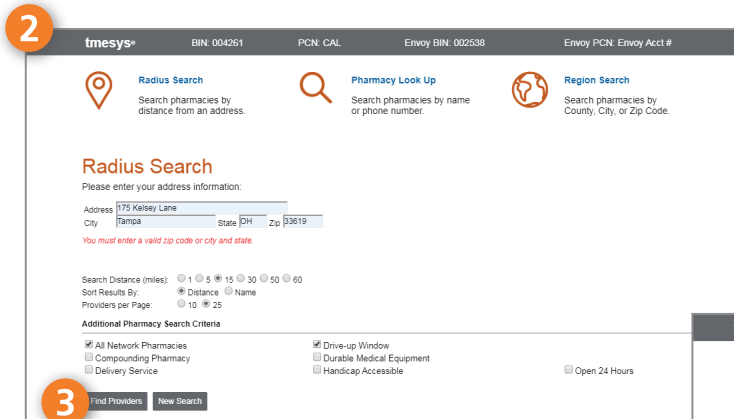 2
tmesys® BIN: 004261 PCN: CAL Envoy BIN: 002538 Envoy PCN: Envoy Acct #
Radius Search
Search pharmacies by
distance from an address.
Pharmacy Look Up
Search pharmacies by name
or phone number.
Region Search
Search pharmacies by
County, City, or Zip Code.
Radius Search
Please enter your address information:
Address 175 Kelsey Lane
City Tampa State OH Zip 33619
You must enter a valid zip code or city and state.
Search Distance (miles): 1 5 15 30 50 60
Sort Results By: Distance Name
Providers per Page: 10 25
Additional Pharmacy Search Criteria
All Network Pharmacies Drive-up Window
Compounding Pharmacy Durable Medical Equipment
Delivery Service Handicap Accessible Open 24 Hours
3
Find Providers New Search